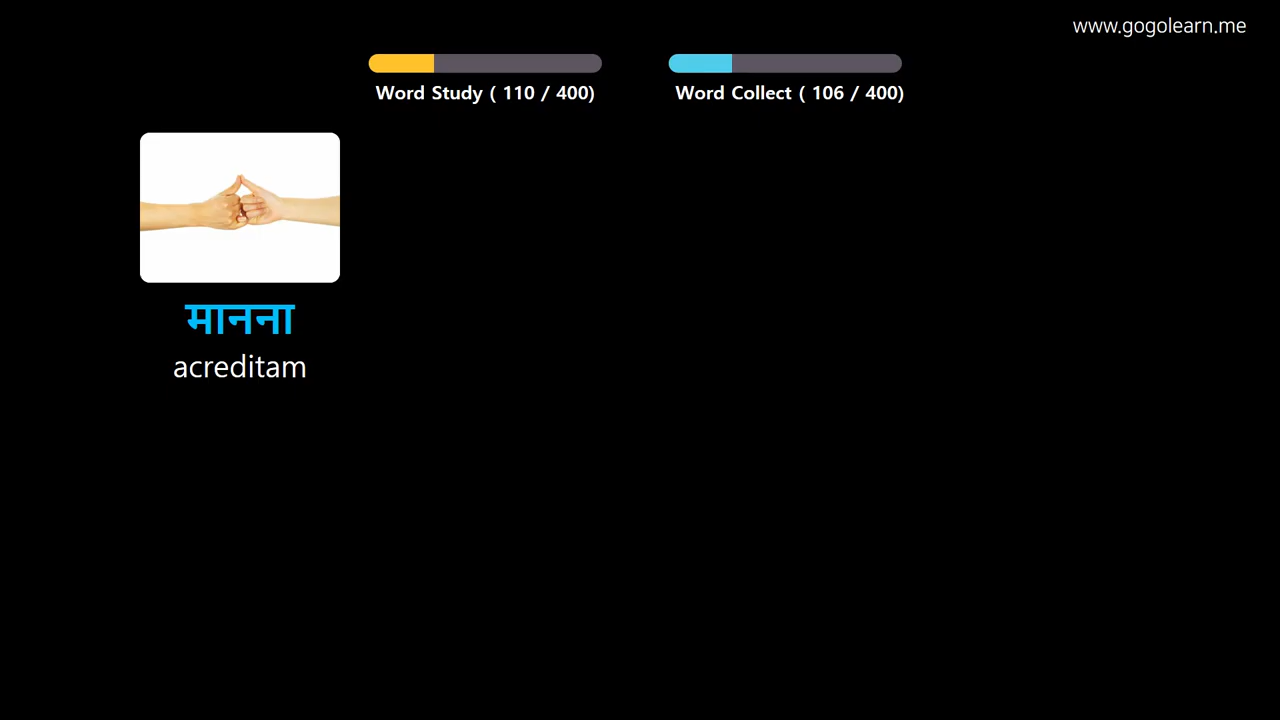 www.gogolearn.me
Word Study ( 110 / 400)
Word Collect ( 106 / 400)
मानना
acreditam